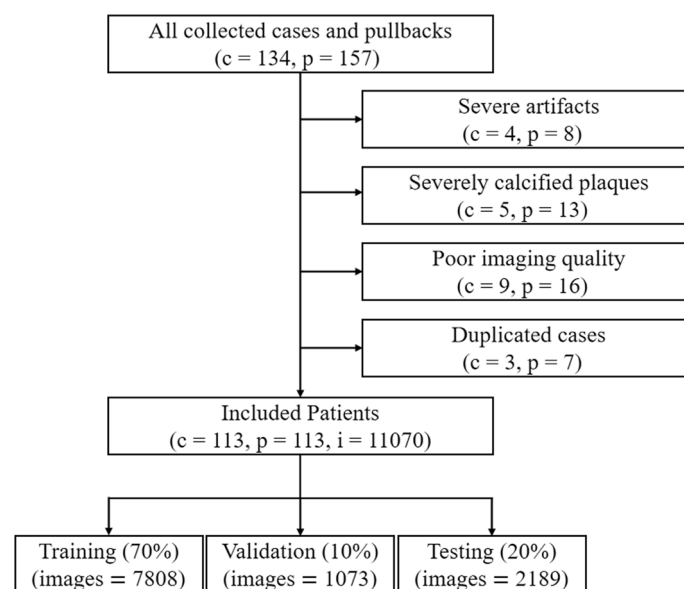 All collected cases and pullbacks
(c = 134, p = 157)
Severe artifacts
(c = 4, p = 8)
Severely calcified plaques
(c = 5, p = 13)
Poor imaging quality
(c = 9, p = 16)
Duplicated cases
(c = 3, p = 7)
Included Patients
(c = 113, p = 113, i = 11070)
Training (70%)
(images = 7808)
Validation (10%)
(images = 1073)
Testing (20%)
(images = 2189)